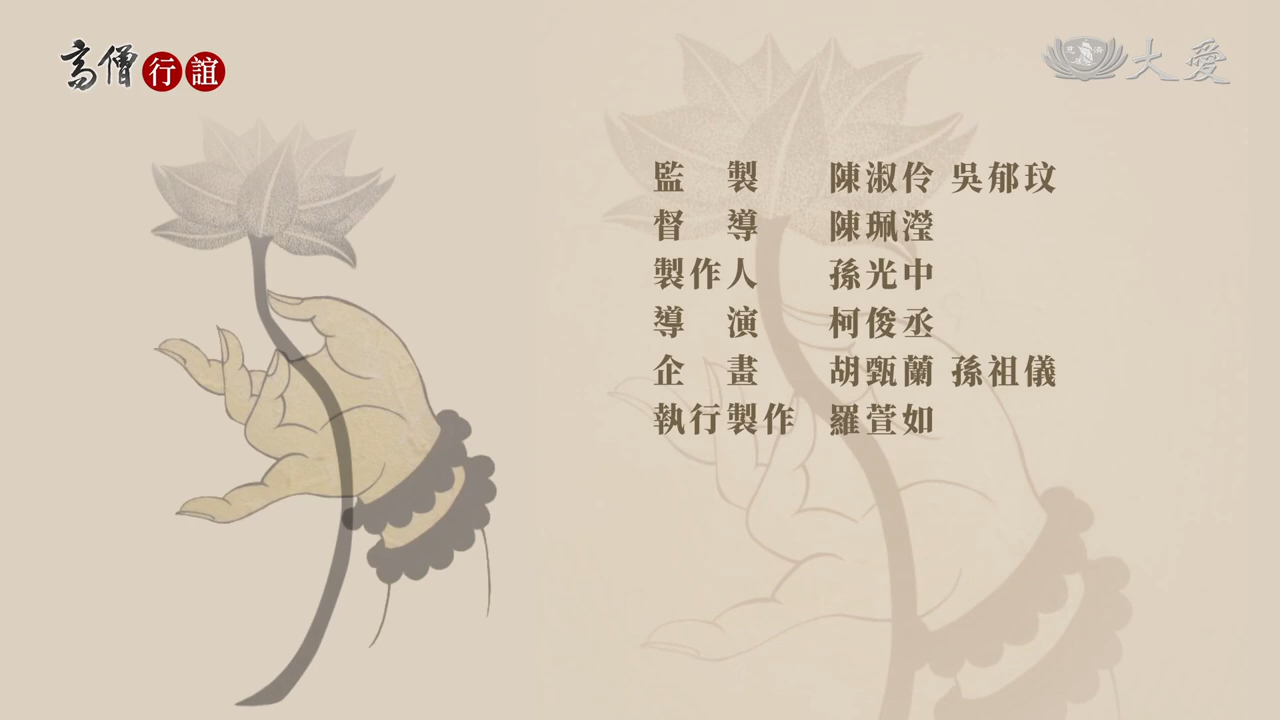 高僧行誼
慈濟
大愛
監製 陳淑伶 吳郁玟
督導 陳珮瀅
製作人 孫光中
導演 柯俊丞
企畫 胡甄蘭 孫祖儀
執行製作 羅萱如